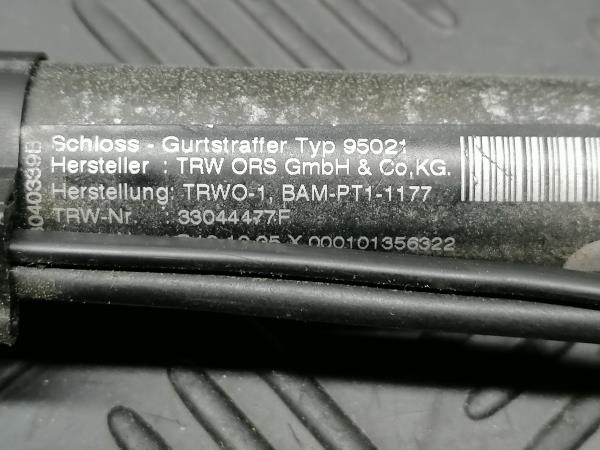 Schloss - Gurtstraffer Typ 95021
Hersteller : TRW ORS GmbH & Co,KG.
Herstellung: TRWO-1, BAM-PT1-1177
TRW-Nr. : 33044477F
X 000101356322